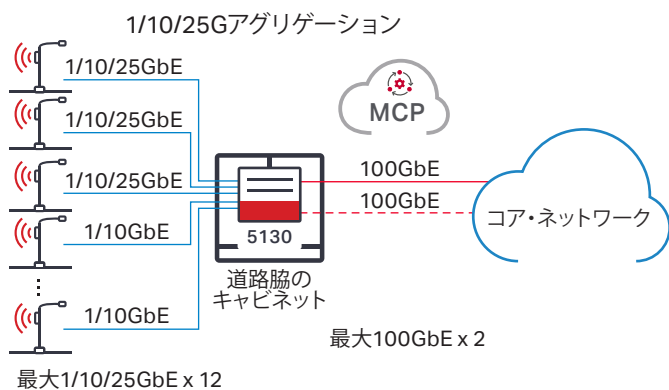 1/10/25Gアグリゲーション
1/10/25GbE
1/10/25GbE
1/10/25GbE
1/10GbE
1/10GbE
最大1/10/25GbE x 12
5130
道路脇の
キャビネット
MCP
100GbE
100GbE
最大100GbE x 2
コア・ネットワーク